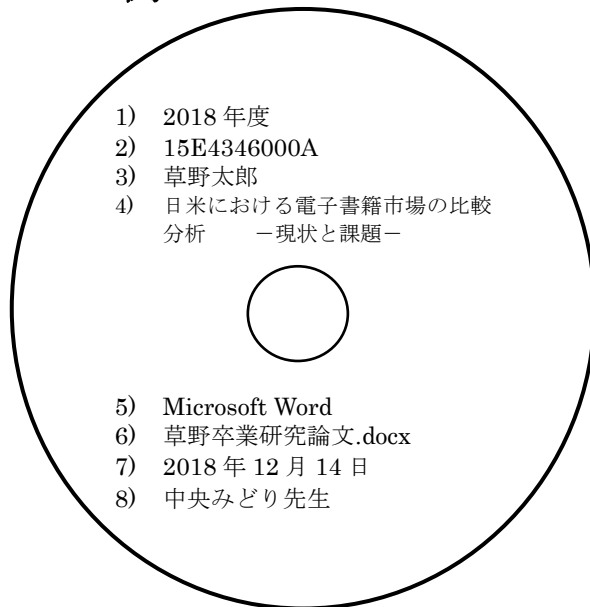 1) 2018 年度
2) 15E4346000A
3) 草野太郎
4) 日米における電子書籍市場の比較
分析　　－現状と課題－
5) Microsoft Word
6) 草野卒業研究論文.docx
7) 2018 年 12 月 14 日
8) 中央みどり先生